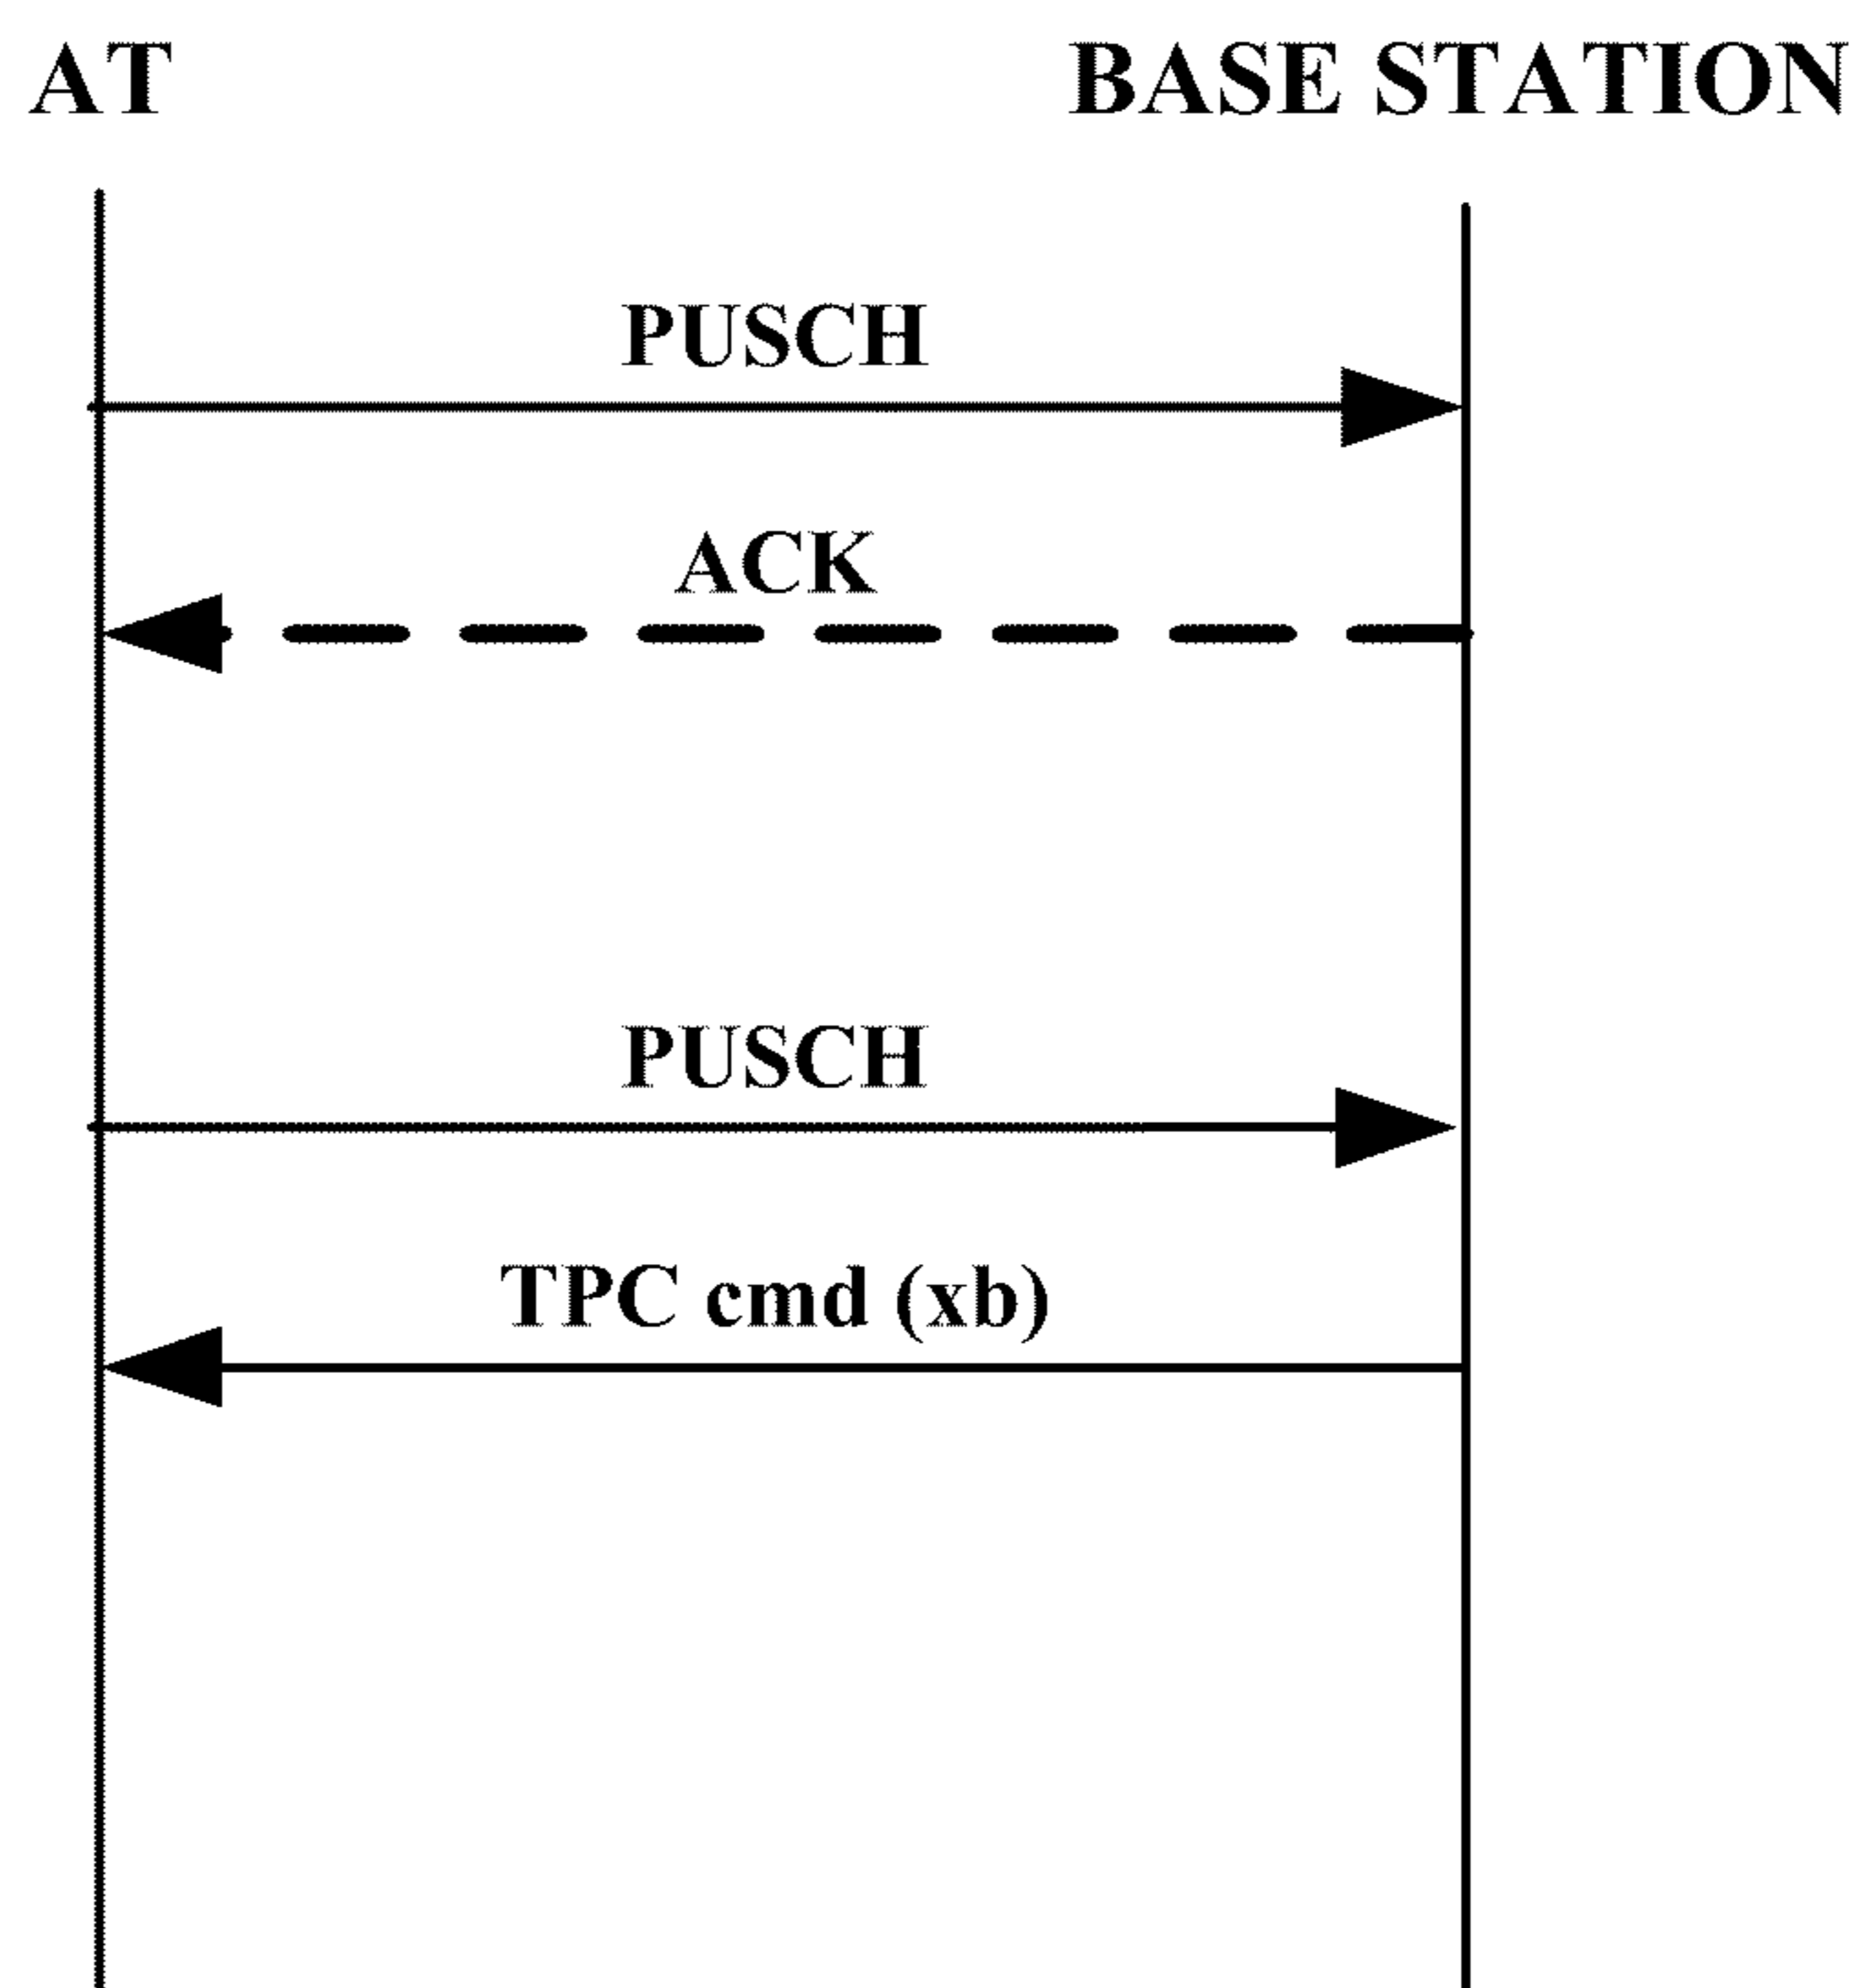 AT BASE STATION
PUSCH
ACK
PUSCH
TPC cmd (xb)